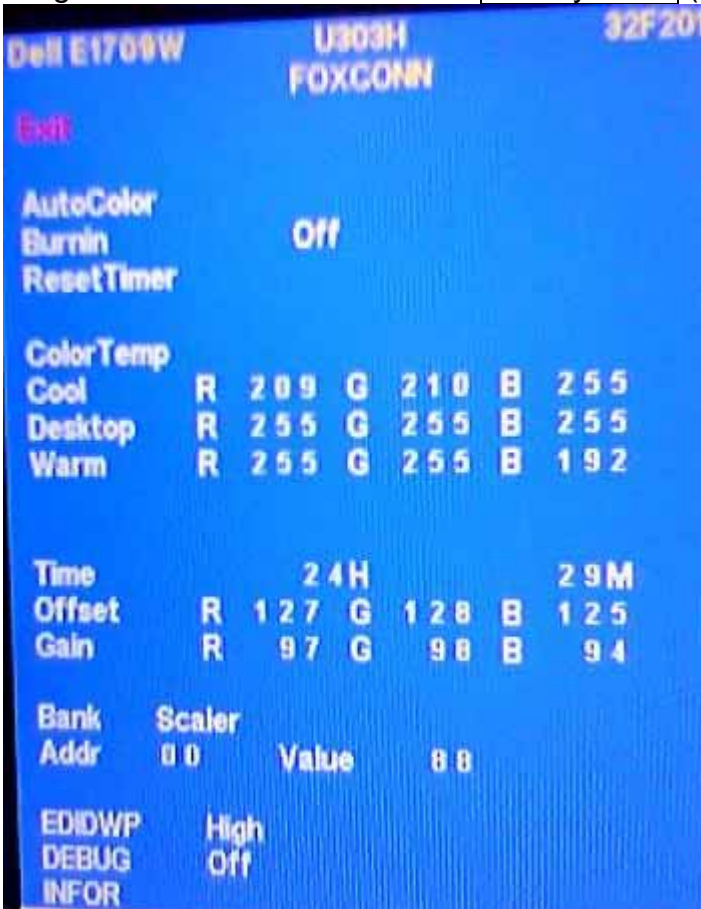 Dell E1709W U303H 32F201
FOXCONN
Exit
AutoColor
Burnin Off
ResetTimer
ColorTemp
Cool R 209 G 210 B 255
Desktop R 255 G 255 B 255
Warm R 255 G 255 B 192
Time 24H 29M
Offset R 127 G 128 B 125
Gain R 97 G 98 B 94
Bank Scaler
Addr 00 Value 88
EDIDWP High
DEBUG Off
INFOR